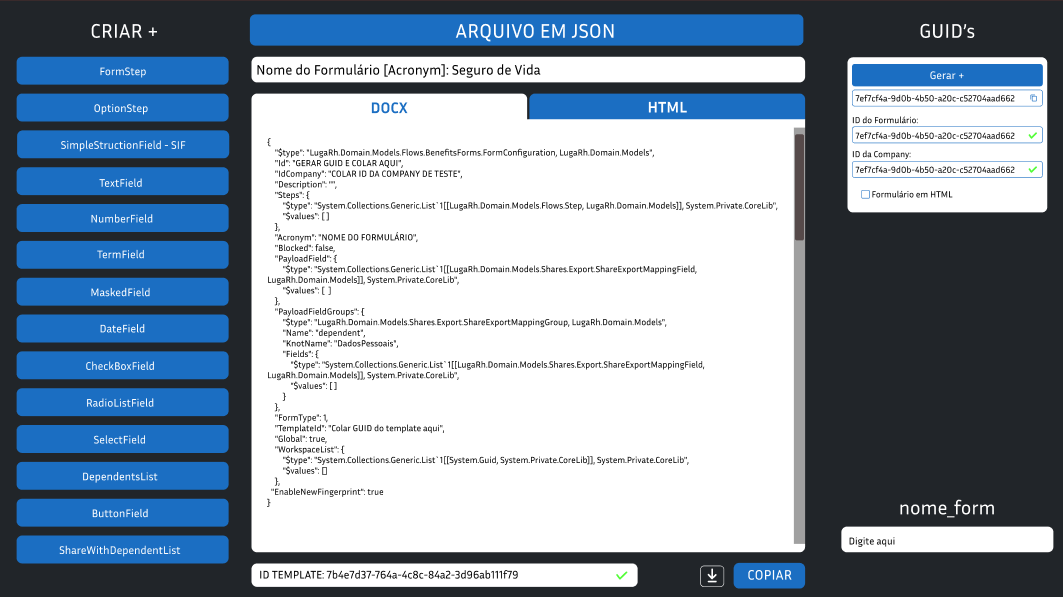 CRIAR +
FormStep
OptionStep
SimpleStructionField - SIF
TextField
NumberField
TermField
MaskedField
DateField
CheckBoxField
RadioListField
SelectField
DependentsList
ButtonField
ShareWithDependentList
ARQUIVO EM JSON
Nome do Formulário [Acronym]: Seguro de Vida
DOCX
HTML
{
"$type": "LugaRh.Domain.Models.Flows.BenefitsForms.FormConfiguration, LugaRh.Domain.Models",
"Id": "GERAR GUID E COLAR AQUI",
"IdCompany": "COLAR ID DA COMPANY DE TESTE",
"Description": "",
"Steps": {
"$type": "System.Collections.Generic.List`1[[LugaRh.Domain.Models.Flows.Step, LugaRh.Domain.Models]], System.Private.CoreLib",
"$values": [ ]
},
"Acronym": "NOME DO FORMULÁRIO",
"Blocked": false,
"PayloadField": {
"$type": "System.Collections.Generic.List`1[[LugaRh.Domain.Models.Shares.Export.ShareExportMappingField,
LugaRh.Domain.Models]], System.Private.CoreLib",
"$values": [ ]
},
"PayloadFieldGroups": {
"$type": "LugaRh.Domain.Models.Shares.Export.ShareExportMappingGroup, LugaRh.Domain.Models",
"Name": "dependent",
"KnotName": "DadosPessoais",
"Fields": {
"$type": "System.Collections.Generic.List`1[[LugaRh.Domain.Models.Shares.Export.ShareExportMappingField,
LugaRh.Domain.Models]], System.Private.CoreLib",
"$values": [ ]
}
},
"FormType": 1,
"TemplateId": "Colar GUID do template aqui",
"Global": true,
"WorkspaceList": {
"$type": "System.Collections.Generic.List`1[[System.Guid, System.Private.CoreLib]], System.Private.CoreLib",
"$values": []
},
"EnableNewFingerprint": true
}
ID TEMPLATE: 7b4e7d37-764a-4c8c-84a2-3d96ab111f79
COPIAR
GUID's
Gerar +
7ef7cf4a-9d0b-4b50-a20c-c52704aad662
ID do Formulário:
7ef7cf4a-9d0b-4b50-a20c-c52704aad662
ID da Company:
7ef7cf4a-9d0b-4b50-a20c-c52704aad662
Formulário em HTML
nome_form
Digite aqui